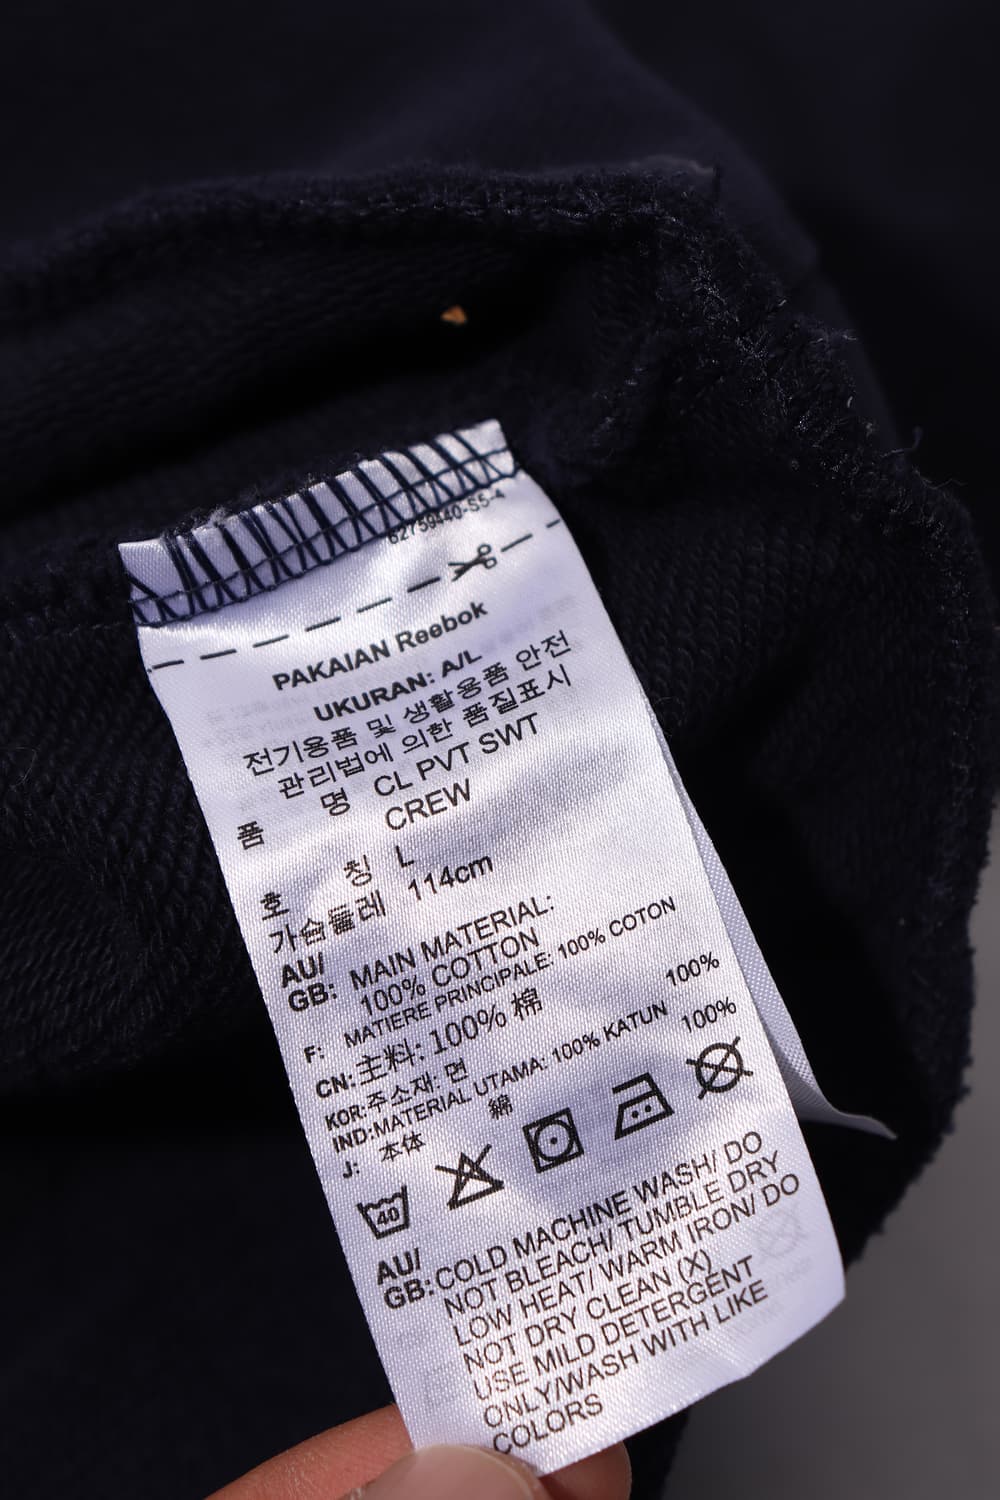 62759440-S5-4
PAKAIAN Reebok
UKURAN: A/L
전기용품 및 생활용품 안전
관리법에 의한 품질표시
품 명 CL PVT SWT
CREW
호 칭 L
가슴둘레 114cm
AU/
GB: MAIN MATERIAL:
100% COTTON
F: MATIERE PRINCIPALE: 100% COTON
CN: 主料: 100% 棉
KOR: 주소재: 면 100%
IND: MATERIAL UTAMA: 100% KATUN
J: 本体 綿 100%
40
AU/
GB: COLD MACHINE WASH/ DO
NOT BLEACH/ TUMBLE DRY
LOW HEAT/ WARM IRON/ DO
NOT DRY CLEAN (X)
USE MILD DETERGENT
ONLY/WASH WITH LIKE
COLORS